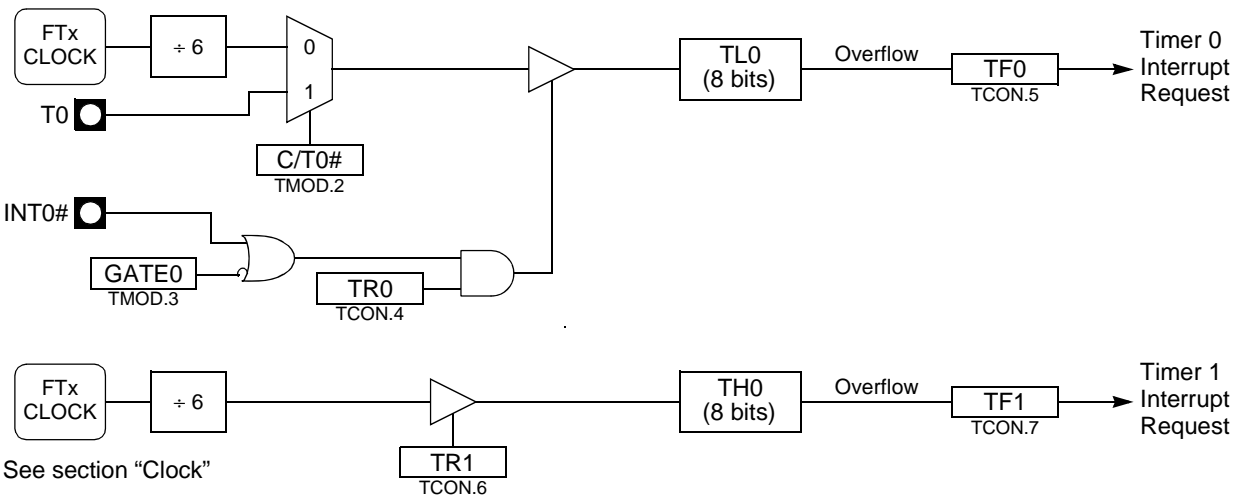 FTx
CLOCK
÷ 6
0
1
T0
C/T0#
TMOD.2
TL0
(8 bits)
Overflow
TF0
TCON.5
Timer 0
Interrupt
Request
INT0#
GATE0
TMOD.3
TR0
TCON.4
FTx
CLOCK
÷ 6
TR1
TCON.6
TH0
(8 bits)
Overflow
TF1
TCON.7
Timer 1
Interrupt
Request
See section “Clock”